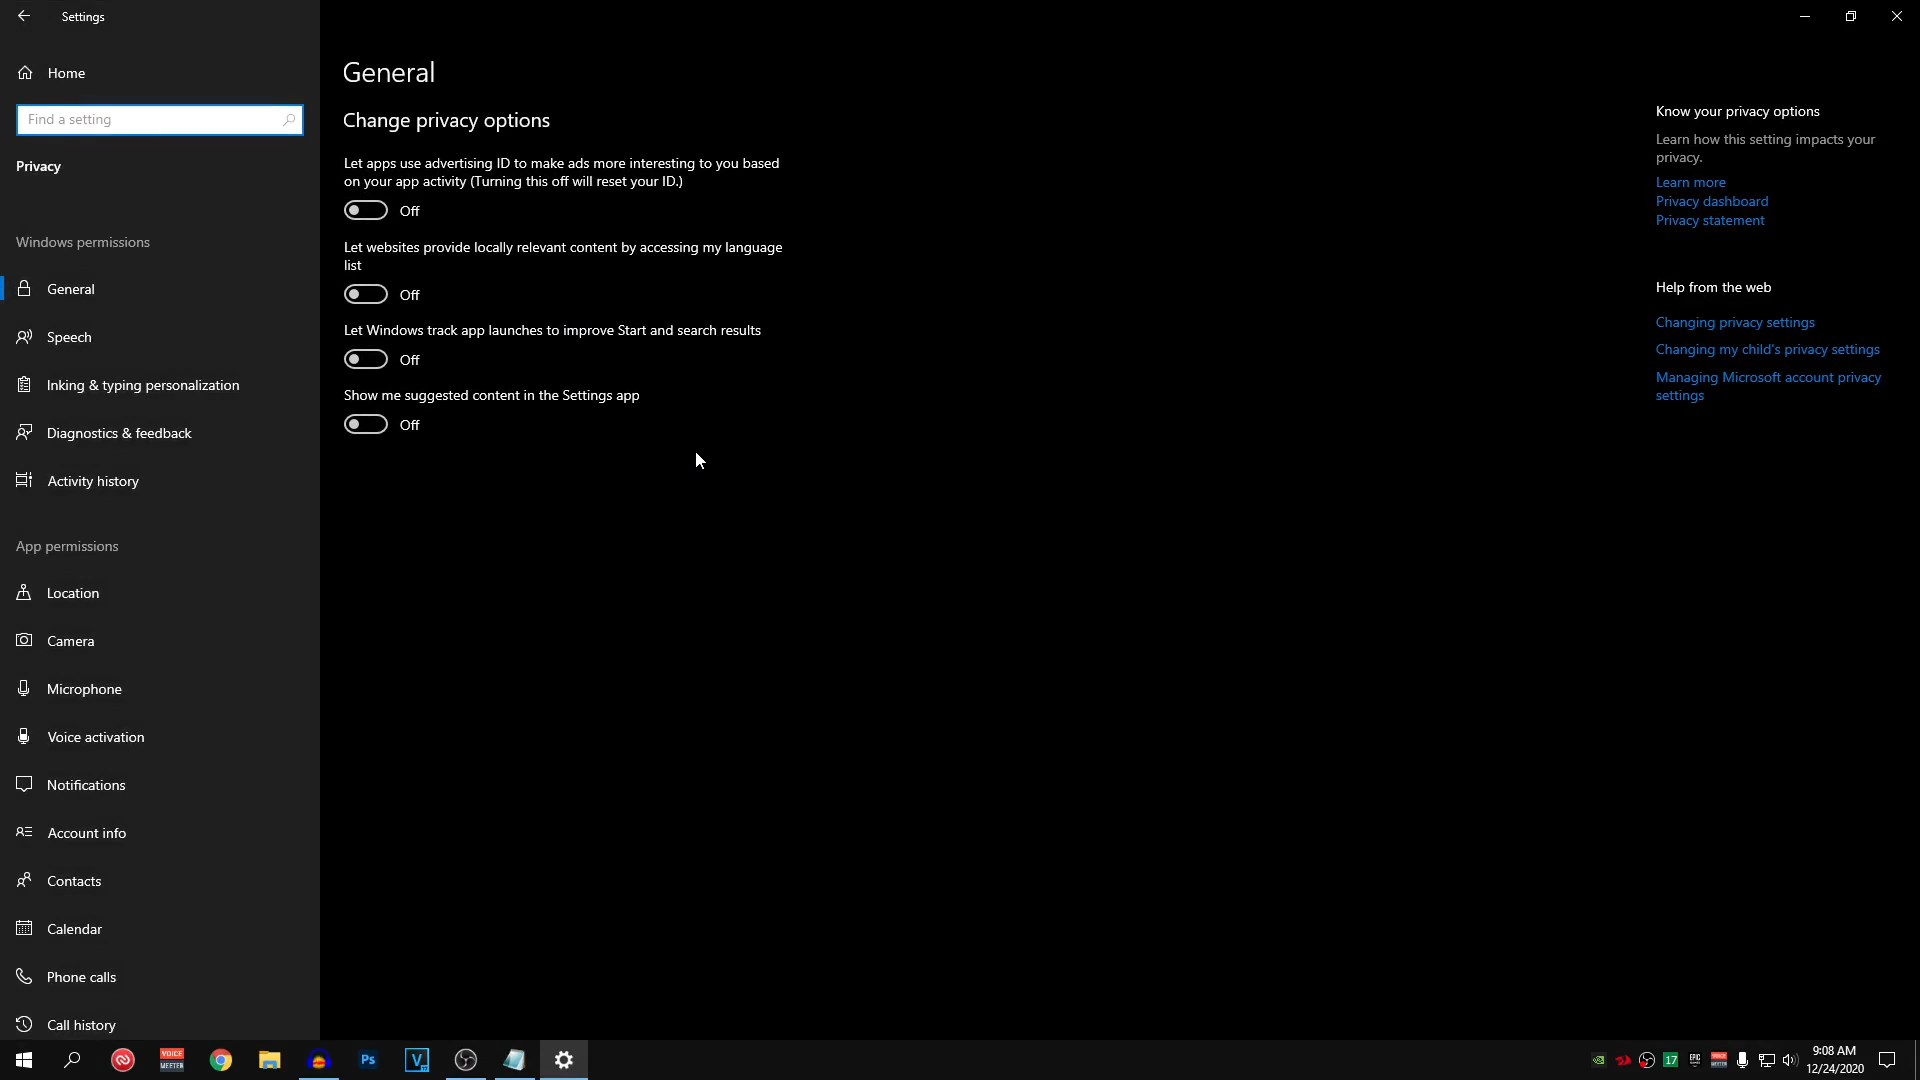 Settings
Home
Find a setting
Privacy
Windows permissions
General
Speech
Inking & typing personalization
Diagnostics & feedback
Activity history
App permissions
Location
Camera
Microphone
Voice activation
Notifications
Account info
Contacts
Calendar
Phone calls
Call history
General
Change privacy options
Let apps use advertising ID to make ads more interesting to you based
on your app activity (Turning this off will reset your ID.)
Off
Let websites provide locally relevant content by accessing my language
list
Off
Let Windows track app launches to improve Start and search results
Off
Show me suggested content in the Settings app
Off
Know your privacy options
Learn how this setting impacts your
privacy.
Learn more
Privacy dashboard
Privacy statement
Help from the web
Changing privacy settings
Changing my child's privacy settings
Managing Microsoft account privacy
settings
VOICE
MEETER
Ps
V
17
EPIC
9:08 AM
12/24/2020